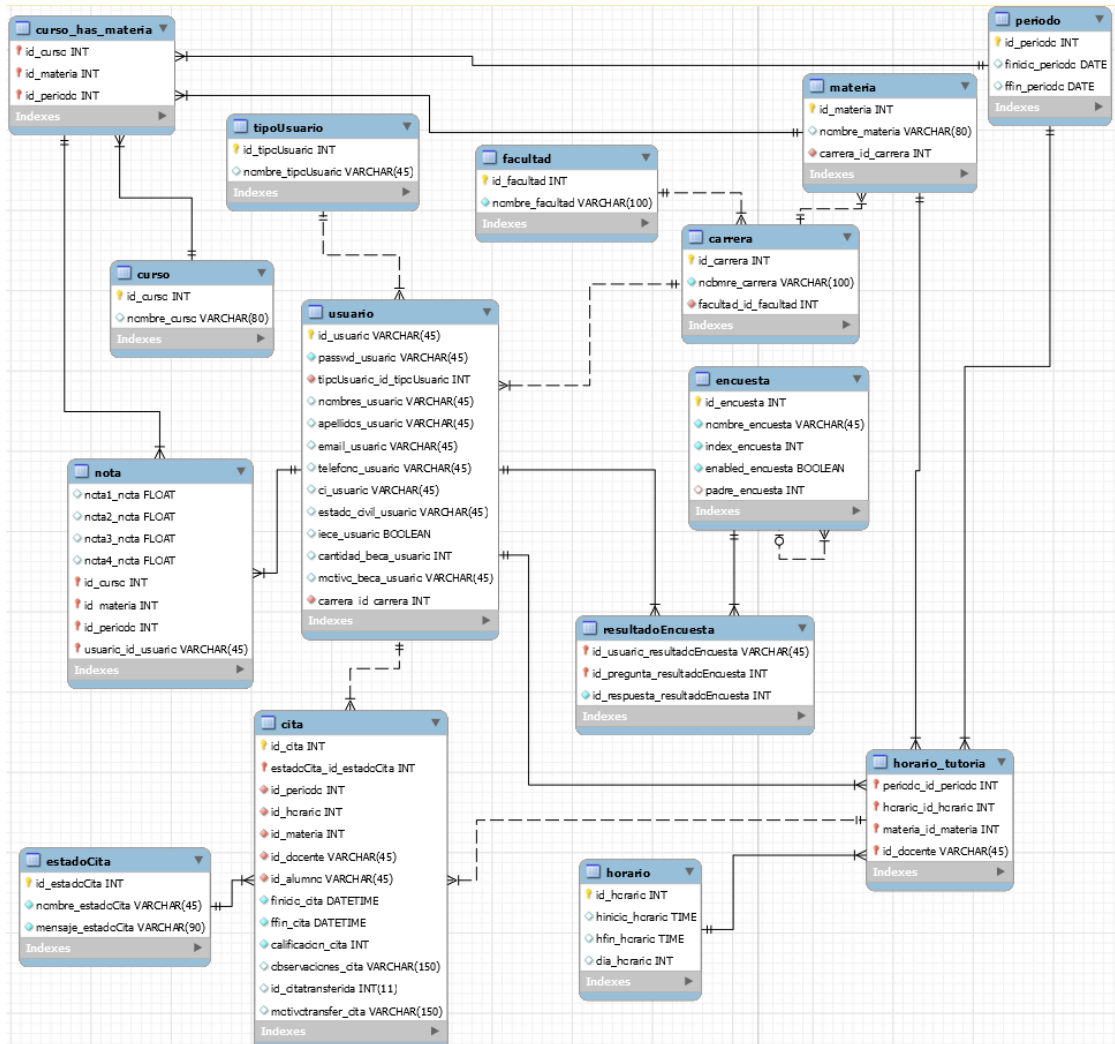 curso_has_materia
id_curso INT
id_materia INT
id_periodo INT
Indexes
periodo
id_periodo INT
finicio_periodo DATE
ffin_periodo DATE
Indexes
materia
id_materia INT
nombre_materia VARCHAR(80)
carrera_id_carrera INT
Indexes
tipoUsuario
id_tipoUsuario INT
nombre_tipoUsuario VARCHAR(45)
Indexes
facultad
id_facultad INT
nombre_facultad VARCHAR(100)
Indexes
carrera
id_carrera INT
nobmre_carrera VARCHAR(100)
facultad_id_facultad INT
Indexes
curso
id_curso INT
nombre_curso VARCHAR(80)
Indexes
usuario
id_usuario VARCHAR(45)
passwd_usuario VARCHAR(45)
tipoUsuario_id_tipoUsuario INT
nombres_usuario VARCHAR(45)
apellidos_usuario VARCHAR(45)
email_usuario VARCHAR(45)
telefono_usuario VARCHAR(45)
ci_usuario VARCHAR(45)
estado_civil_usuario VARCHAR(45)
iece_usuario BOOLEAN
cantidad_beca_usuario INT
motivo_beca_usuario VARCHAR(45)
carrera_id_carrera INT
Indexes
encuesta
id_encuesta INT
nombre_encuesta VARCHAR(45)
index_encuesta INT
enabled_encuesta BOOLEAN
padre_encuesta INT
Indexes
nota
nota1_nota FLOAT
nota2_nota FLOAT
nota3_nota FLOAT
nota4_nota FLOAT
id_curso INT
id_materia INT
id_periodo INT
usuario_id_usuario VARCHAR(45)
Indexes
resultadoEncuesta
id_usuario_resultadoEncuesta VARCHAR(45)
id_pregunta_resultadoEncuesta INT
id_respuesta_resultadoEncuesta INT
Indexes
cita
id_cita INT
estadoCita_id_estadoCita INT
id_periodo INT
id_horario INT
id_materia INT
id_docente VARCHAR(45)
id_alumno VARCHAR(45)
finicio_cita DATETIME
ffin_cita DATETIME
calificacion_cita INT
observaciones_cita VARCHAR(150)
id_citatransferida INT(11)
motivotransfer_cita VARCHAR(150)
Indexes
horario_tutoria
periodo_id_periodo INT
horario_id_horario INT
materia_id_materia INT
id_docente VARCHAR(45)
Indexes
estadoCita
id_estadoCita INT
nombre_estadoCita VARCHAR(45)
mensaje_estadoCita VARCHAR(90)
Indexes
horario
id_horario INT
hinicio_horario TIME
hfin_horario TIME
dia_horario INT
Indexes